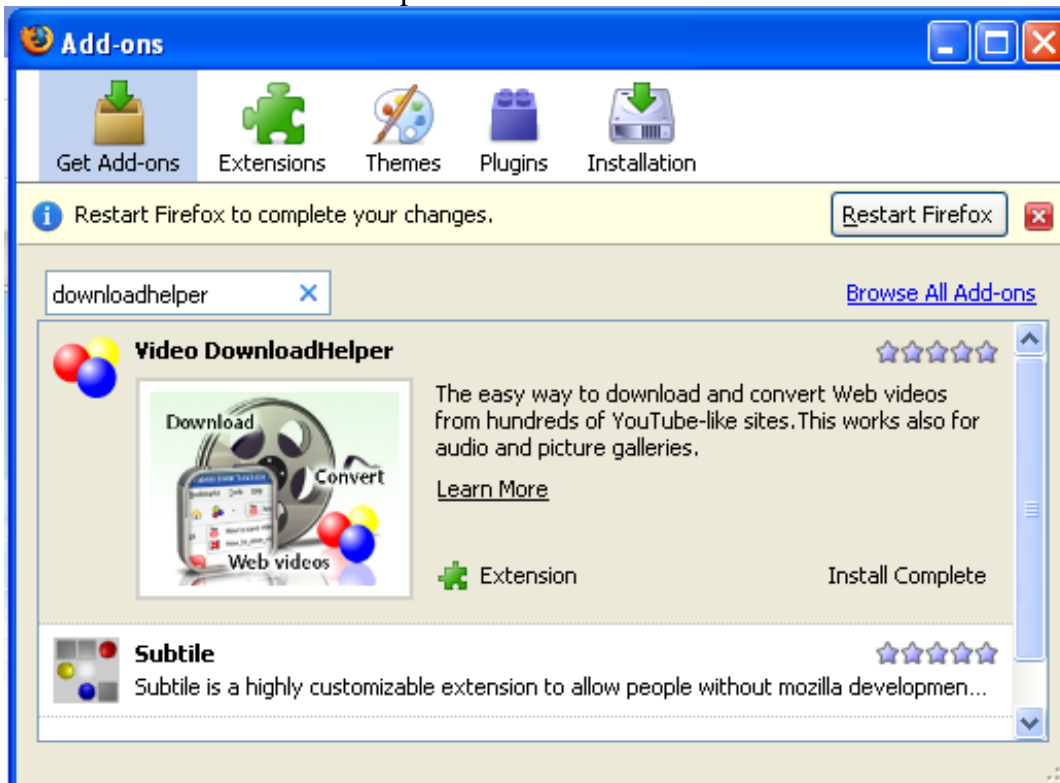 Add-ons
Get Add-ons Extensions Themes Plugins Installation
Restart Firefox to complete your changes. Restart Firefox
downloadhelper Browse All Add-ons
Video DownloadHelper
Download
Convert
Web videos
The easy way to download and convert Web videos
from hundreds of YouTube-like sites.This works also for
audio and picture galleries.
Learn More
Extension Install Complete
Subtile
Subtile is a highly customizable extension to allow people without mozilla developmen...